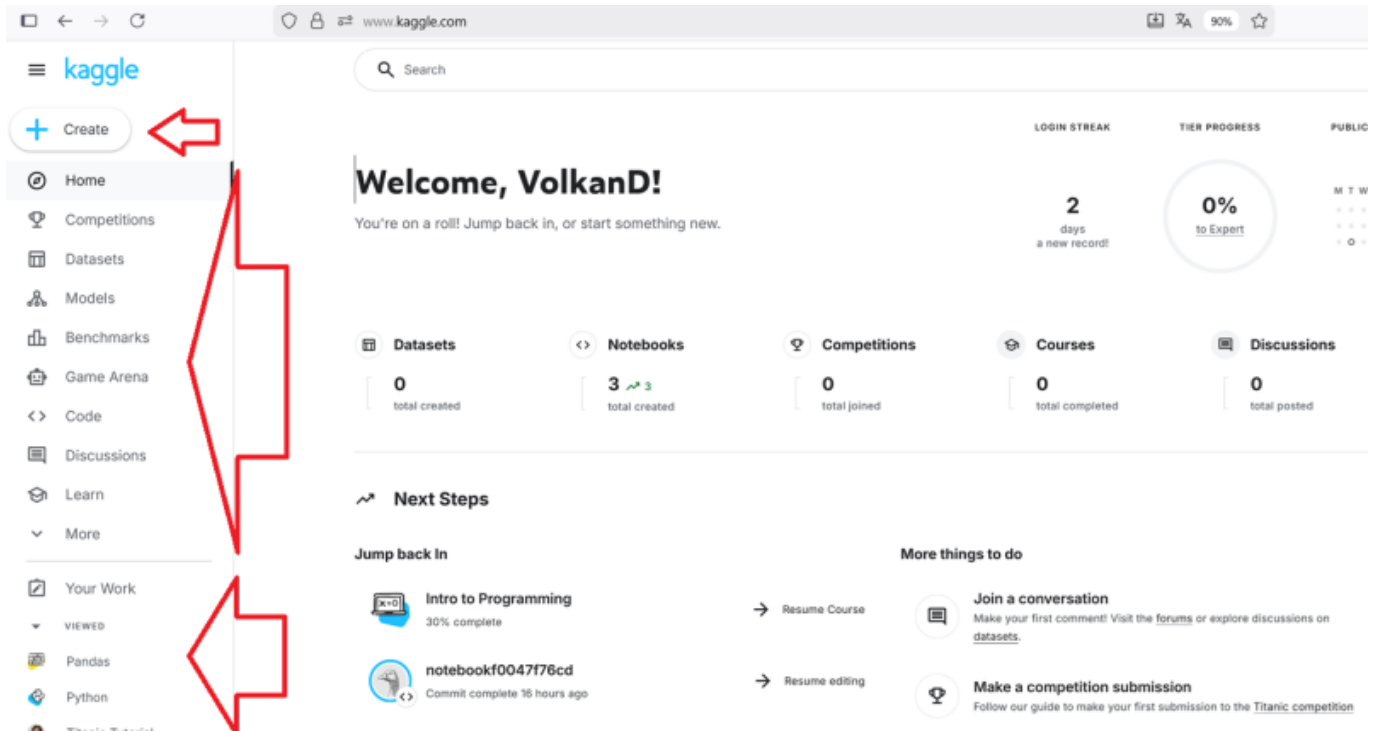 www.kaggle.com
90%
kaggle
Search
Create
Home
Competitions
Datasets
Models
Benchmarks
Game Arena
Code
Discussions
Learn
More
Your Work
VIEWED
Pandas
Python
Titanic Tutorial
LOGIN STREAK
TIER PROGRESS
PUBLIC
Welcome, VolkanD!
You're on a roll! Jump back in, or start something new.
2
days
a new record!
0%
to Expert
M T W
Datasets
0
total created
Notebooks
3 3
total created
Competitions
0
total joined
Courses
0
total completed
Discussions
0
total posted
Next Steps
Jump back In
Intro to Programming
30% complete
Resume Course
notebookf0047f76cd
Commit complete 16 hours ago
Resume editing
More things to do
Join a conversation
Make your first comment! Visit the forums or explore discussions on
datasets.
Make a competition submission
Follow our guide to make your first submission to the Titanic competition